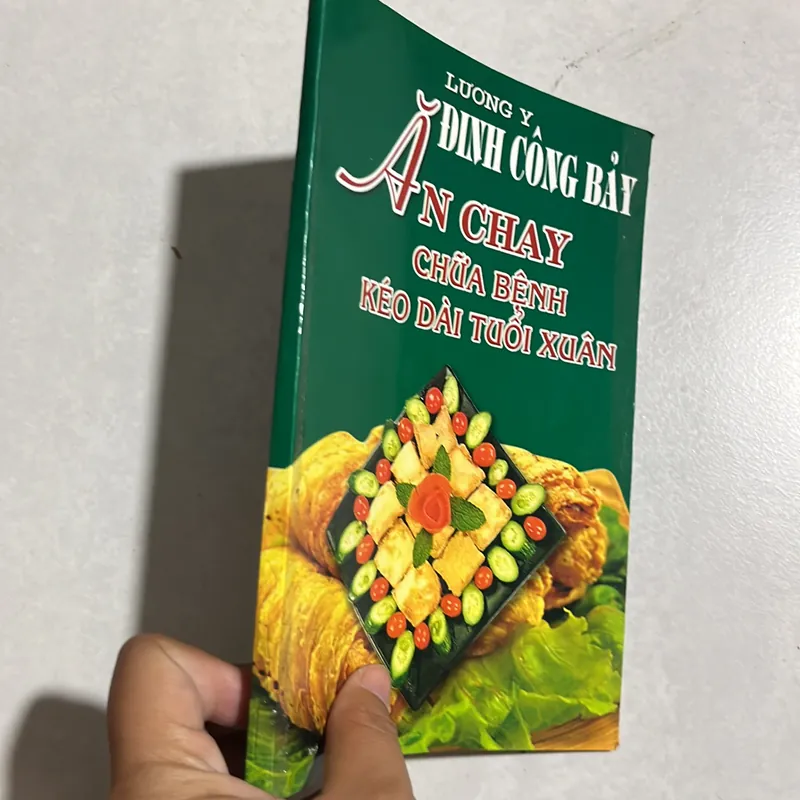 LƯƠNG Y
ĐINH CÔNG BẢY
ĂN CHAY
CHỮA BỆNH
KÉO DÀI TUỔI XUÂN